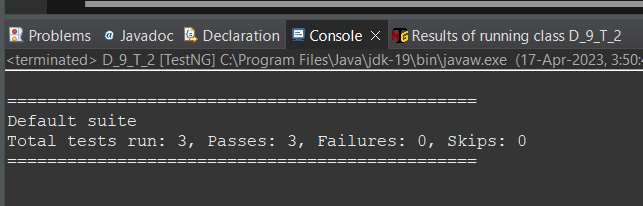 Problems @ Javadoc Declaration Console × Results of running class D_9_T_2
<terminated> D_9_T_2 [TestNG] C:\Program Files\Java\jdk-19\bin\javaw.exe (17-Apr-2023, 3:50:
===============================================
Default suite
Total tests run: 3, Passes: 3, Failures: 0, Skips: 0
===============================================